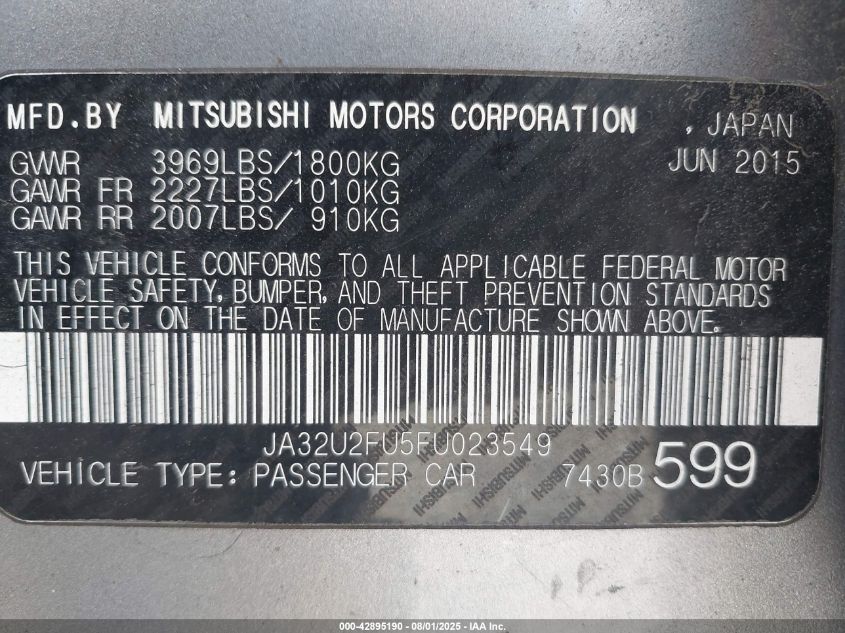 MFD.BY MITSUBISHI MOTORS CORPORATION , JAPAN
GVWR 3969LBS/1800KG JUN 2015
GAWR FR 2227LBS/1010KG
GAWR RR 2007LBS/ 910KG
THIS VEHICLE CONFORMS TO ALL APPLICABLE FEDERAL MOTOR
VEHICLE SAFETY, BUMPER, AND THEFT PREVENTION STANDARDS
IN EFFECT ON THE DATE OF MANUFACTURE SHOWN ABOVE.
JA32U2FU5FU023549
VEHICLE TYPE: PASSENGER CAR 7430B 599
000-42895190 - 08/01/2025 - IAA Inc.